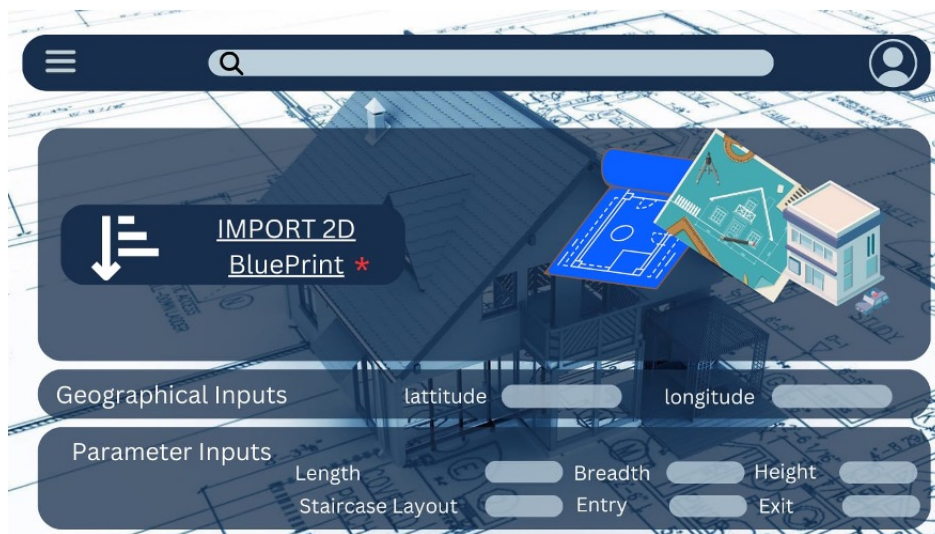 IMPORT 2D
BluePrint *
Geographical Inputs lattitude longitude
Parameter Inputs
Length Breadth Height
Staircase Layout Entry Exit